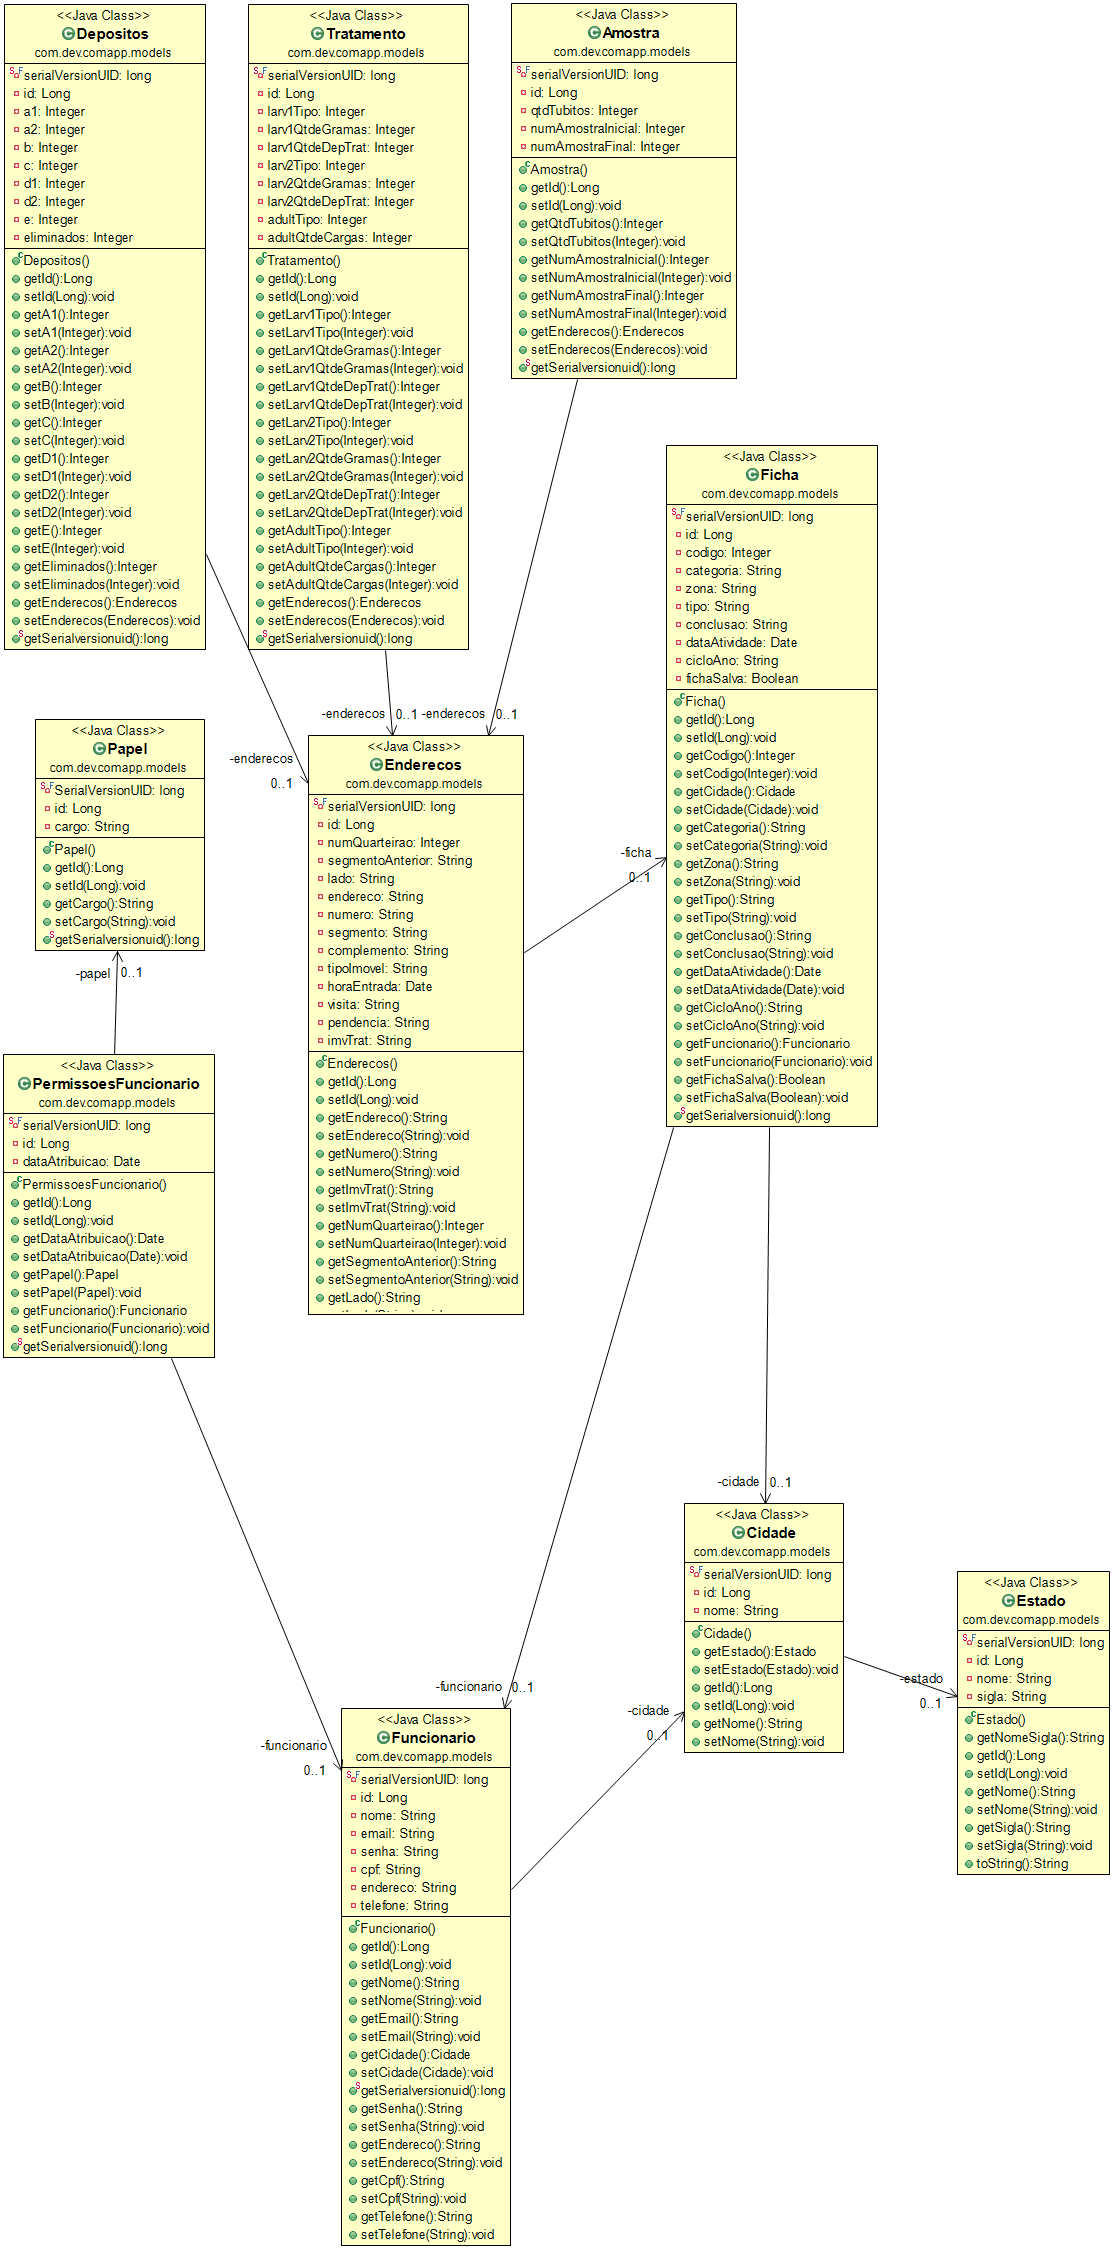 <<Java Class>>
Depositos
com.dev.comapp.models
serialVersionUID: long
id: Long
a1: Integer
a2: Integer
b: Integer
c: Integer
d1: Integer
d2: Integer
e: Integer
eliminados: Integer
Depositos()
getId():Long
setId(Long):void
getA1():Integer
setA1(Integer):void
getA2():Integer
setA2(Integer):void
getB():Integer
setB(Integer):void
getC():Integer
setC(Integer):void
getD1():Integer
setD1(Integer):void
getD2():Integer
setD2(Integer):void
getE():Integer
setE(Integer):void
getEliminados():Integer
setEliminados(Integer):void
getEnderecos():Enderecos
setEnderecos(Enderecos):void
getSerialversionuid():long
<<Java Class>>
Tratamento
com.dev.comapp.models
serialVersionUID: long
id: Long
larv1Tipo: Integer
larv1QtdeGramas: Integer
larv1QtdeDepTrat: Integer
larv2Tipo: Integer
larv2QtdeGramas: Integer
larv2QtdeDepTrat: Integer
adultTipo: Integer
adultQtdeCargas: Integer
Tratamento()
getId():Long
setId(Long):void
getLarv1Tipo():Integer
setLarv1Tipo(Integer):void
getLarv1QtdeGramas():Integer
setLarv1QtdeGramas(Integer):void
getLarv1QtdeDepTrat():Integer
setLarv1QtdeDepTrat(Integer):void
getLarv2Tipo():Integer
setLarv2Tipo(Integer):void
getLarv2QtdeGramas():Integer
setLarv2QtdeGramas(Integer):void
getLarv2QtdeDepTrat():Integer
setLarv2QtdeDepTrat(Integer):void
getAdultTipo():Integer
setAdultTipo(Integer):void
getAdultQtdeCargas():Integer
setAdultQtdeCargas(Integer):void
getEnderecos():Enderecos
setEnderecos(Enderecos):void
getSerialversionuid():long
<<Java Class>>
Amostra
com.dev.comapp.models
serialVersionUID: long
id: Long
qtdTubitos: Integer
numAmostraInicial: Integer
numAmostraFinal: Integer
Amostra()
getId():Long
setId(Long):void
getQtdTubitos():Integer
setQtdTubitos(Integer):void
getNumAmostraInicial():Integer
setNumAmostraInicial(Integer):void
getNumAmostraFinal():Integer
setNumAmostraFinal(Integer):void
getEnderecos():Enderecos
setEnderecos(Enderecos):void
getSerialversionuid():long
<<Java Class>>
Ficha
com.dev.comapp.models
serialVersionUID: long
id: Long
codigo: Integer
categoria: String
zona: String
tipo: String
conclusao: String
dataAtividade: Date
cicloAno: String
fichaSalva: Boolean
Ficha()
getId():Long
setId(Long):void
getCodigo():Integer
setCodigo(Integer):void
getCidade():Cidade
setCidade(Cidade):void
getCategoria():String
setCategoria(String):void
getZona():String
setZona(String):void
getTipo():String
setTipo(String):void
getConclusao():String
setConclusao(String):void
getDataAtividade():Date
setDataAtividade(Date):void
getCicloAno():String
setCicloAno(String):void
getFuncionario():Funcionario
setFuncionario(Funcionario):void
getFichaSalva():Boolean
setFichaSalva(Boolean):void
getSerialversionuid():long
-enderecos 0..1
-enderecos 0..1
-enderecos
0..1
<<Java Class>>
Papel
com.dev.comapp.models
SerialVersionUID: long
id: Long
cargo: String
Papel()
getId():Long
setId(Long):void
getCargo():String
setCargo(String):void
getSerialversionuid():long
-papel 0..1
<<Java Class>>
Enderecos
com.dev.comapp.models
serialVersionUID: long
id: Long
numQuarteirao: Integer
segmentoAnterior: String
lado: String
endereco: String
numero: String
segmento: String
complemento: String
tipoImovel: String
horaEntrada: Date
visita: String
pendencia: String
imvTrat: String
Enderecos()
getId():Long
setId(Long):void
getEndereco():String
setEndereco(String):void
getNumero():String
setNumero(String):void
getImvTrat():String
setImvTrat(String):void
getNumQuarteirao():Integer
setNumQuarteirao(Integer):void
getSegmentoAnterior():String
setSegmentoAnterior(String):void
getLado():String
-ficha
0..1
<<Java Class>>
PermissoesFuncionario
com.dev.comapp.models
serialVersionUID: long
id: Long
dataAtribuicao: Date
PermissoesFuncionario()
getId():Long
setId(Long):void
getDataAtribuicao():Date
setDataAtribuicao(Date):void
getPapel():Papel
setPapel(Papel):void
getFuncionario():Funcionario
setFuncionario(Funcionario):void
getSerialversionuid():long
-cidade 0..1
<<Java Class>>
Cidade
com.dev.comapp.models
serialVersionUID: long
id: Long
nome: String
Cidade()
getEstado():Estado
setEstado(Estado):void
getId():Long
setId(Long):void
getNome():String
setNome(String):void
-estado
0..1
<<Java Class>>
Estado
com.dev.comapp.models
serialVersionUID: long
id: Long
nome: String
sigla: String
Estado()
getNomeSigla():String
getId():Long
setId(Long):void
getNome():String
setNome(String):void
getSigla():String
setSigla(String):void
toString():String
-funcionario 0..1
-funcionario
0..1
-cidade
0..1
<<Java Class>>
Funcionario
com.dev.comapp.models
serialVersionUID: long
id: Long
nome: String
email: String
senha: String
cpf: String
endereco: String
telefone: String
Funcionario()
getId():Long
setId(Long):void
getNome():String
setNome(String):void
getEmail():String
setEmail(String):void
getCidade():Cidade
setCidade(Cidade):void
getSerialversionuid():long
getSenha():String
setSenha(String):void
getEndereco():String
setEndereco(String):void
getCpf():String
setCpf(String):void
getTelefone():String
setTelefone(String):void